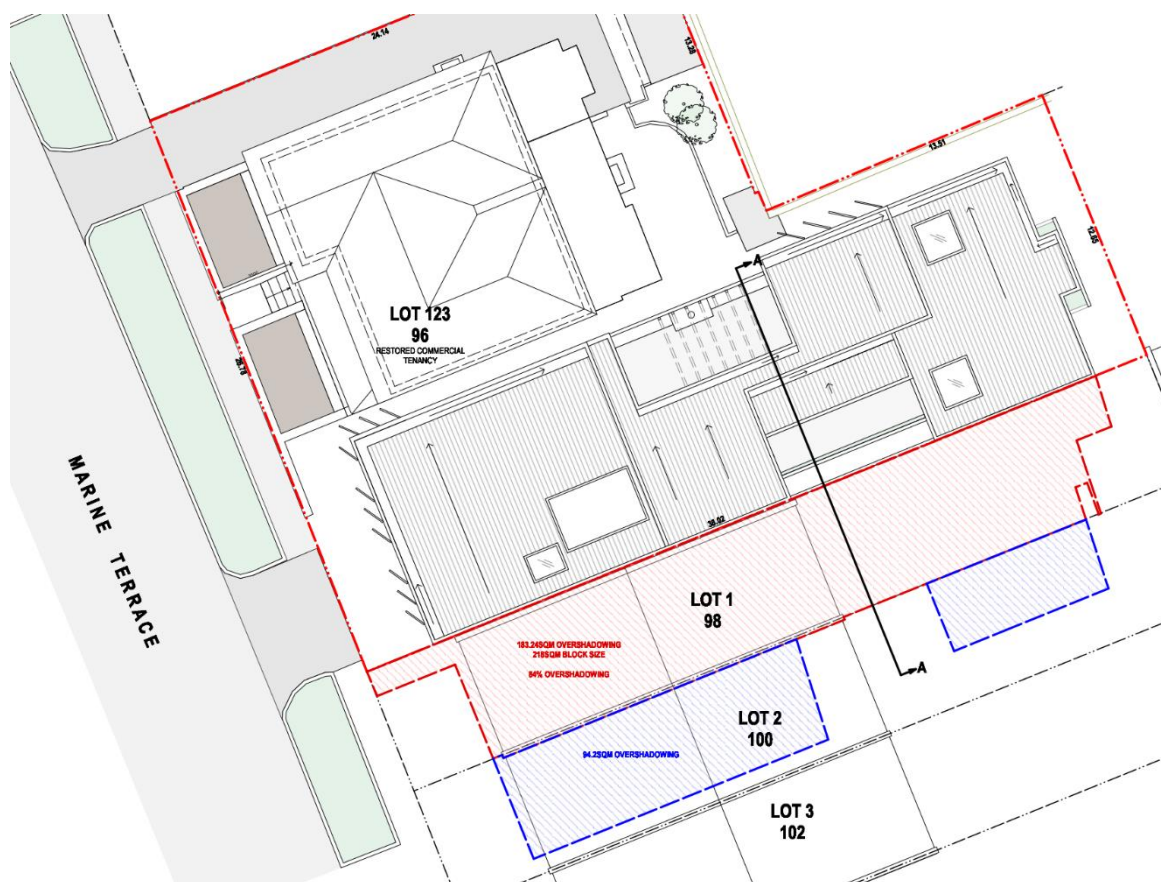 24.14
13.28
13.51
12.85
A
LOT 123
96
RESTORED COMMERCIAL
TENANCY
MARINE TERRACE
38.92
LOT 1
98
183.24SQM OVERSHADOWING
218SQM BLOCK SIZE
84% OVERSHADOWING
A
LOT 2
100
94.2SQM OVERSHADOWING
LOT 3
102